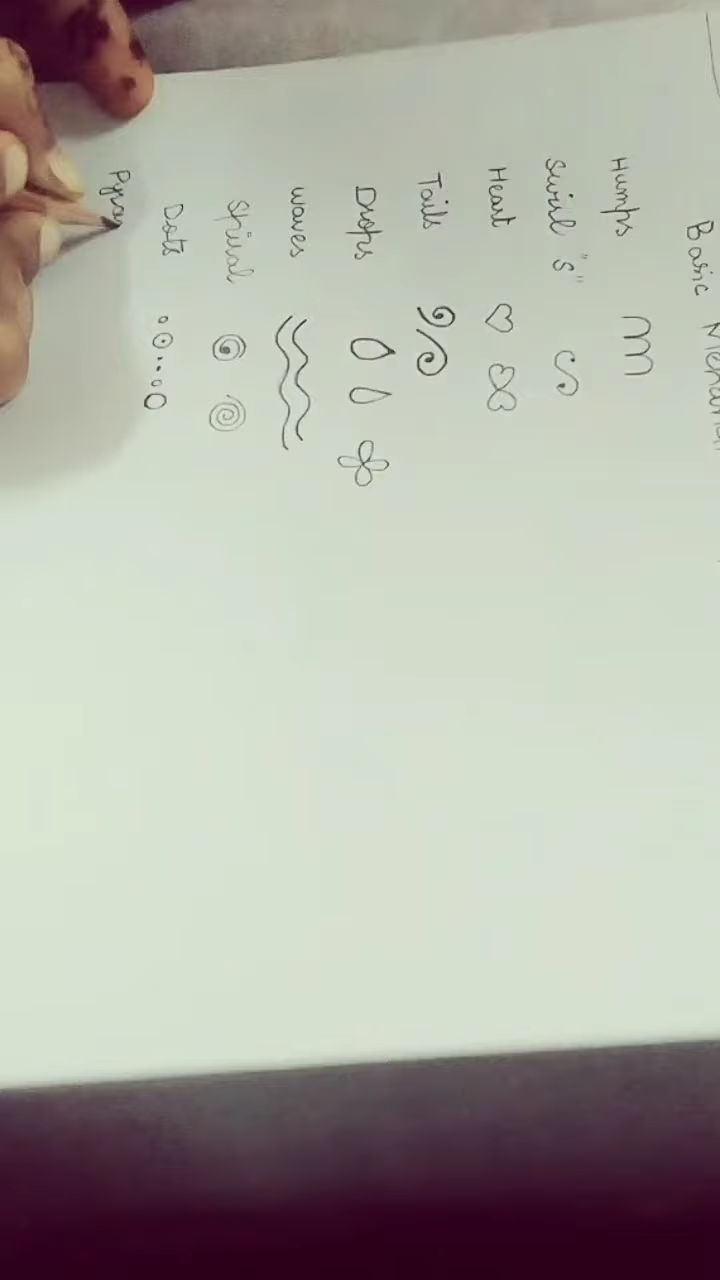 Basic
Humps
Swirl "S"
Heart
Tails
Drops
waves
Spiral
Dots